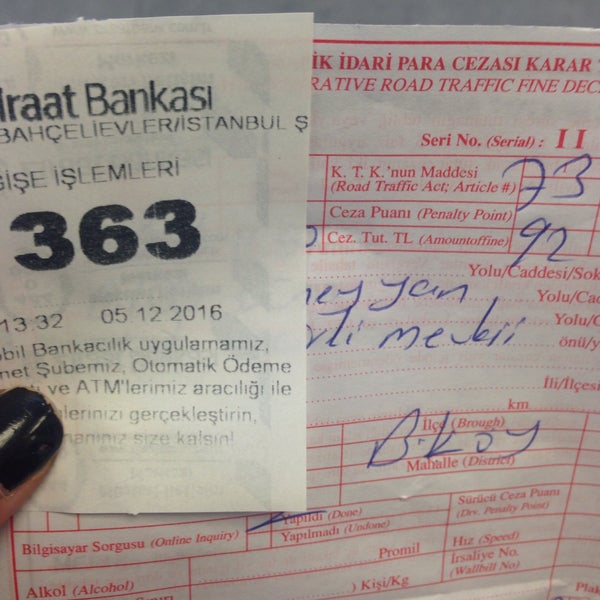 iraat Bankası
BAHÇELİEVLER/İSTANBUL Ş
GİŞE İŞLEMLERİ
363
13:32 05.12.2016
bil Bankacılık uygulamamız,
net Şubemiz, Otomatik Ödeme
ve ATM'lerimiz aracılığı ile
lerinizi gerçekleştirin,
manınız size kalsın!
İK İDARİ PARA CEZASI KARAR
RATIVE ROAD TRAFFIC FINE DEC
Seri No. (Serial) : II
K. T. K.'nun Maddesi
(Road Traffic Act; Article #) 73
Ceza Puanı (Penalty Point)
Cez. Tut. TL (Amountoffine) 92
Yolu/Caddesi/Sok
Yolu/Cad
Yolu/C
mevkii önü/y
İli/İlçesi
km
İlçe (Brough)
B.köy
Mahalle (District)
Yapıldı (Done)
Bilgisayar Sorgusu (Online Inquiry)
Yapılmadı (Undone)
Sürücü Ceza Puanı
(Drv. Penalty Point)
Promil
Hız (Speed)
İrsaliye No.
(Wallbill No)
Alkol (Alcohol)
) Kişi/Kg
Plak